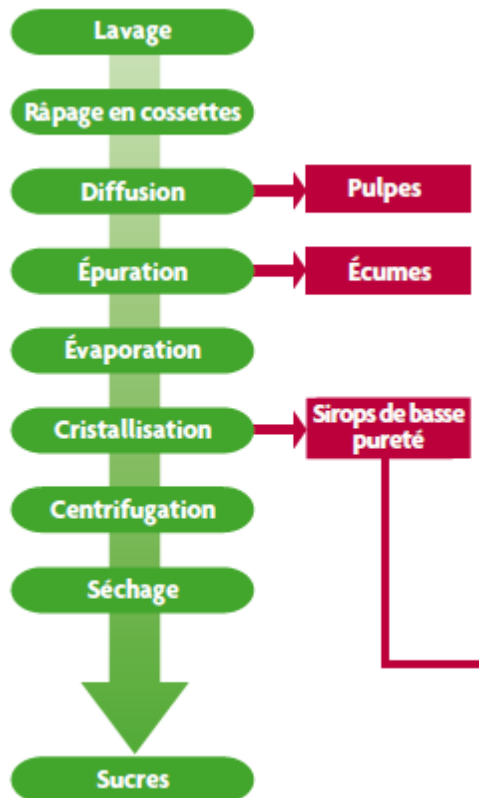 Lavage
Râpage en cossettes
Diffusion
Pulpes
Épuration
Écumes
Évaporation
Cristallisation
Sirops de basse
pureté
Centrifugation
Séchage
Sucres